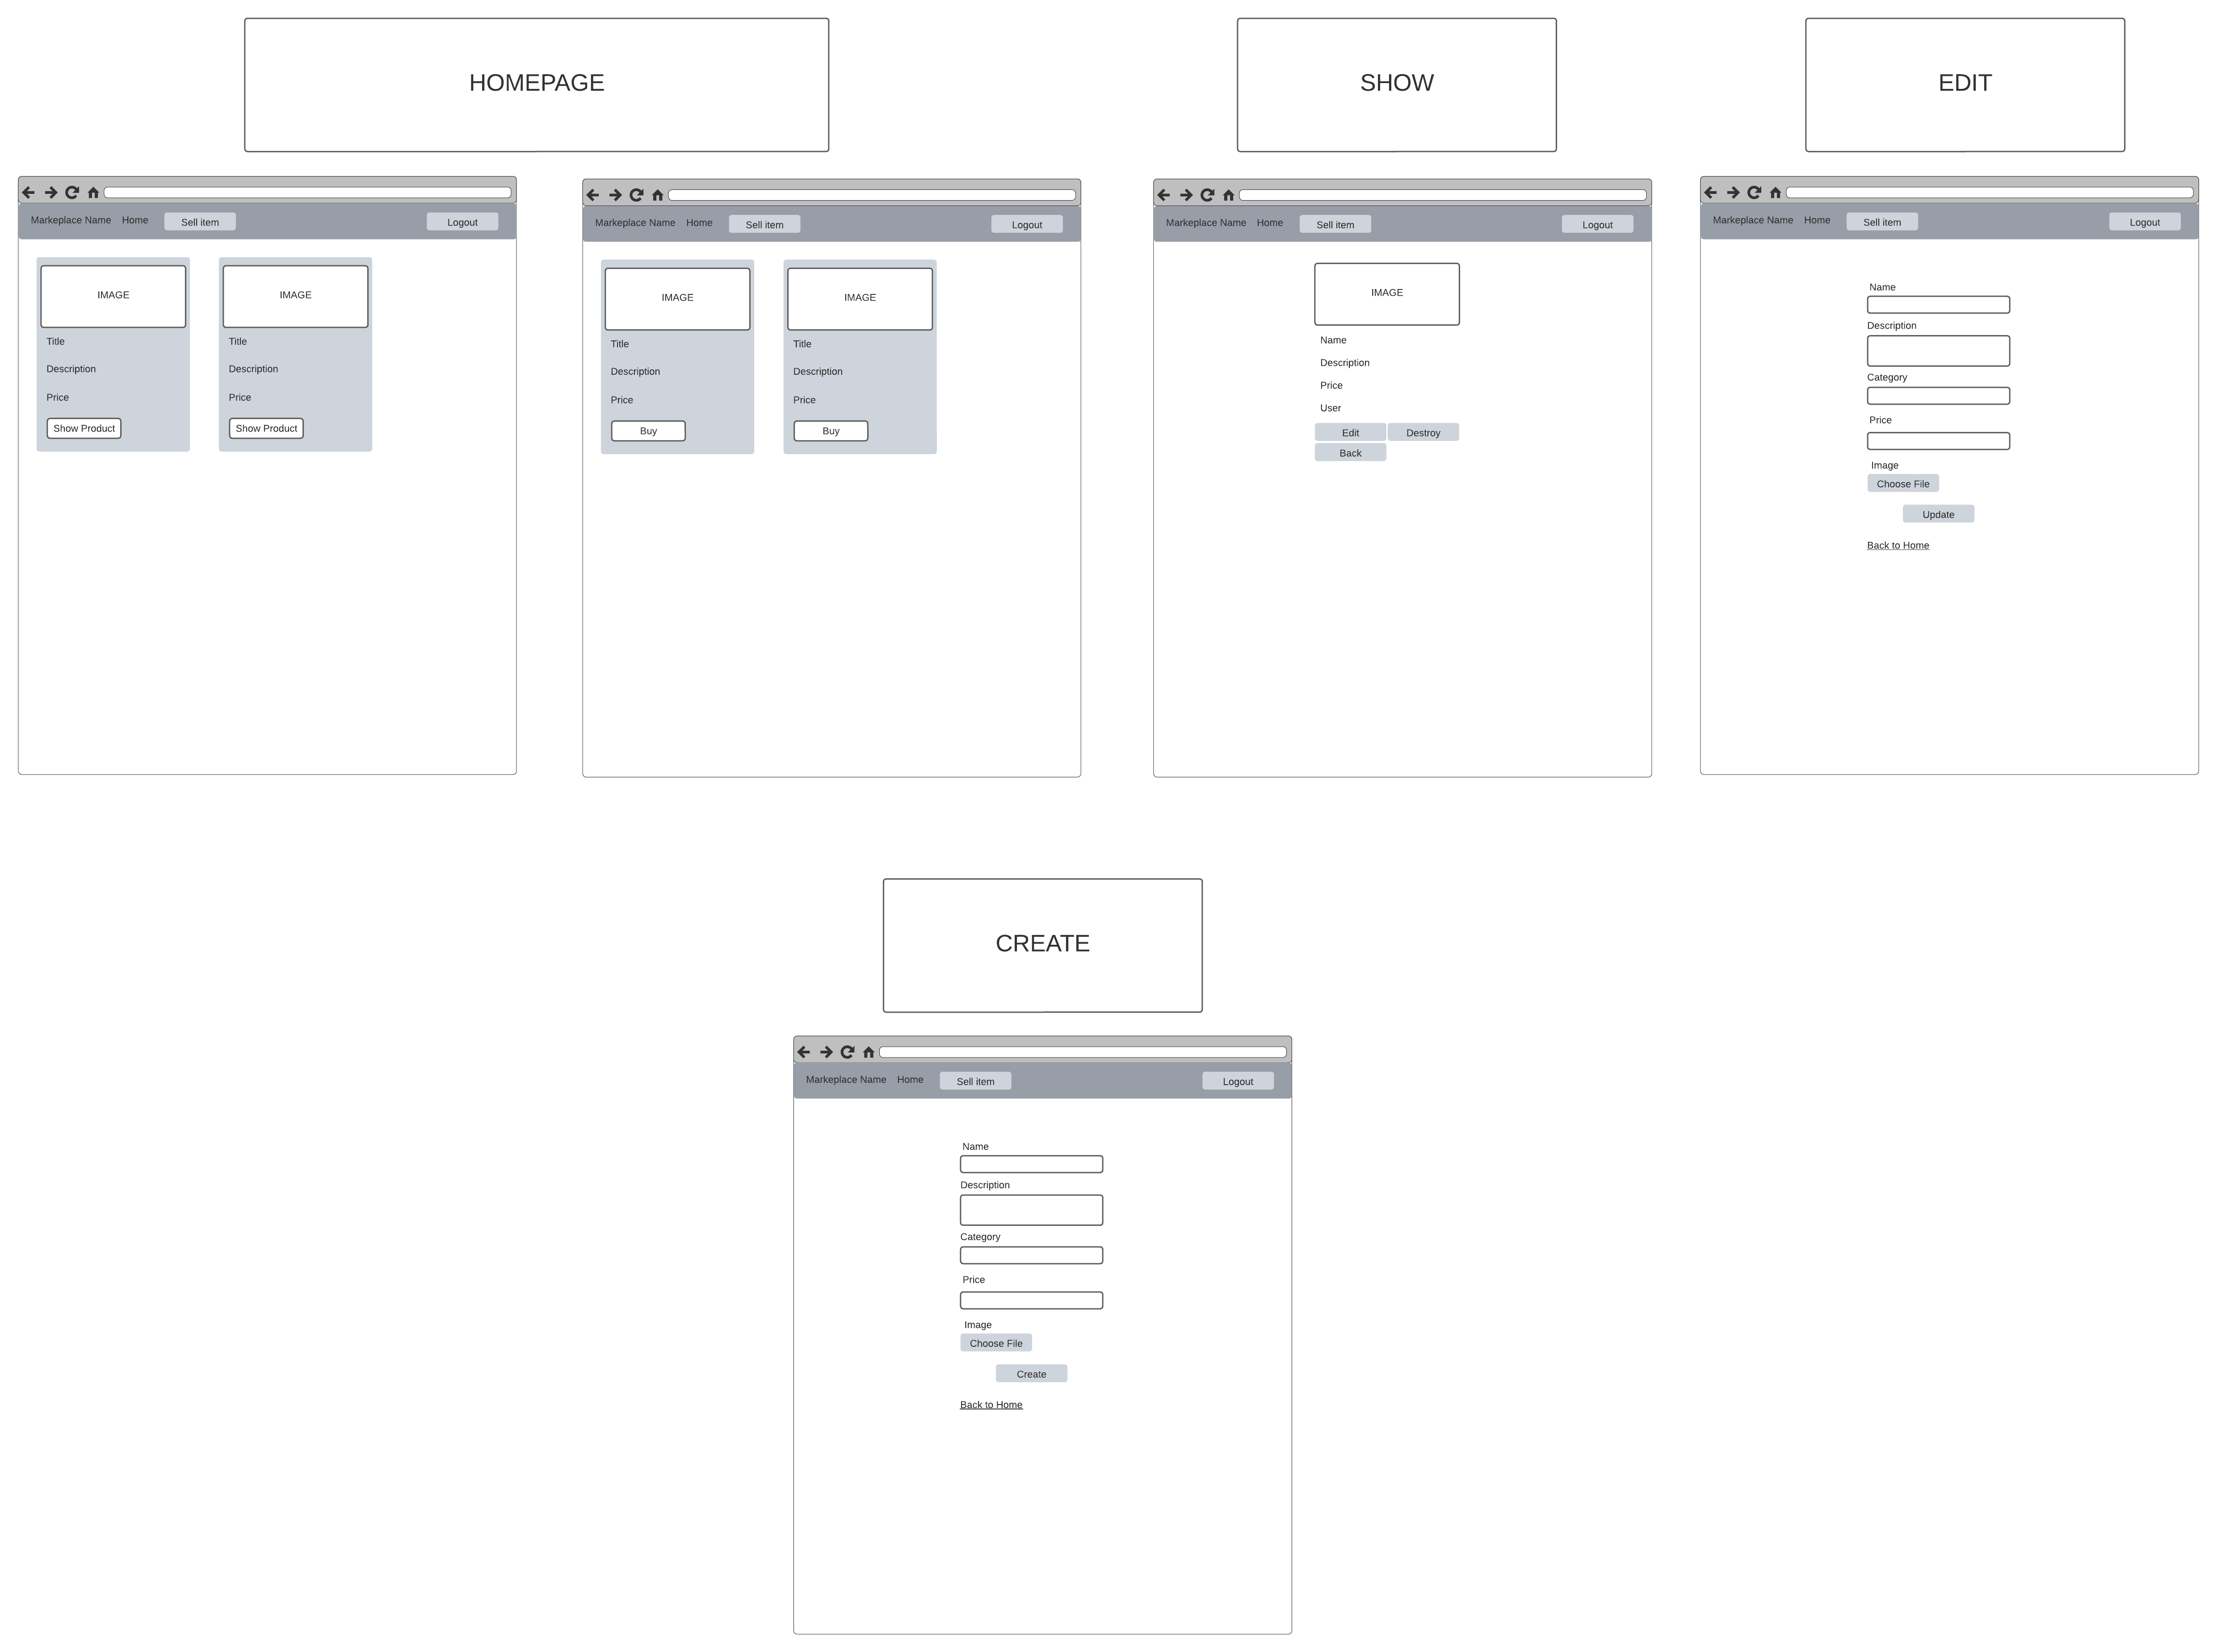 HOMEPAGE
SHOW
EDIT
Markeplace Name Home Sell item Logout
IMAGE IMAGE
Title Title
Description Description
Price Price
Show Product Show Product
Markeplace Name Home Sell item Logout
IMAGE IMAGE
Title Title
Description Description
Price Price
Buy Buy
Markeplace Name Home Sell item Logout
IMAGE
Name
Description
Price
User
Edit Destroy
Back
Markeplace Name Home Sell item Logout
Name
Description
Category
Price
Image
Choose File
Update
Back to Home
CREATE
Markeplace Name Home Sell item Logout
Name
Description
Category
Price
Image
Choose File
Create
Back to Home